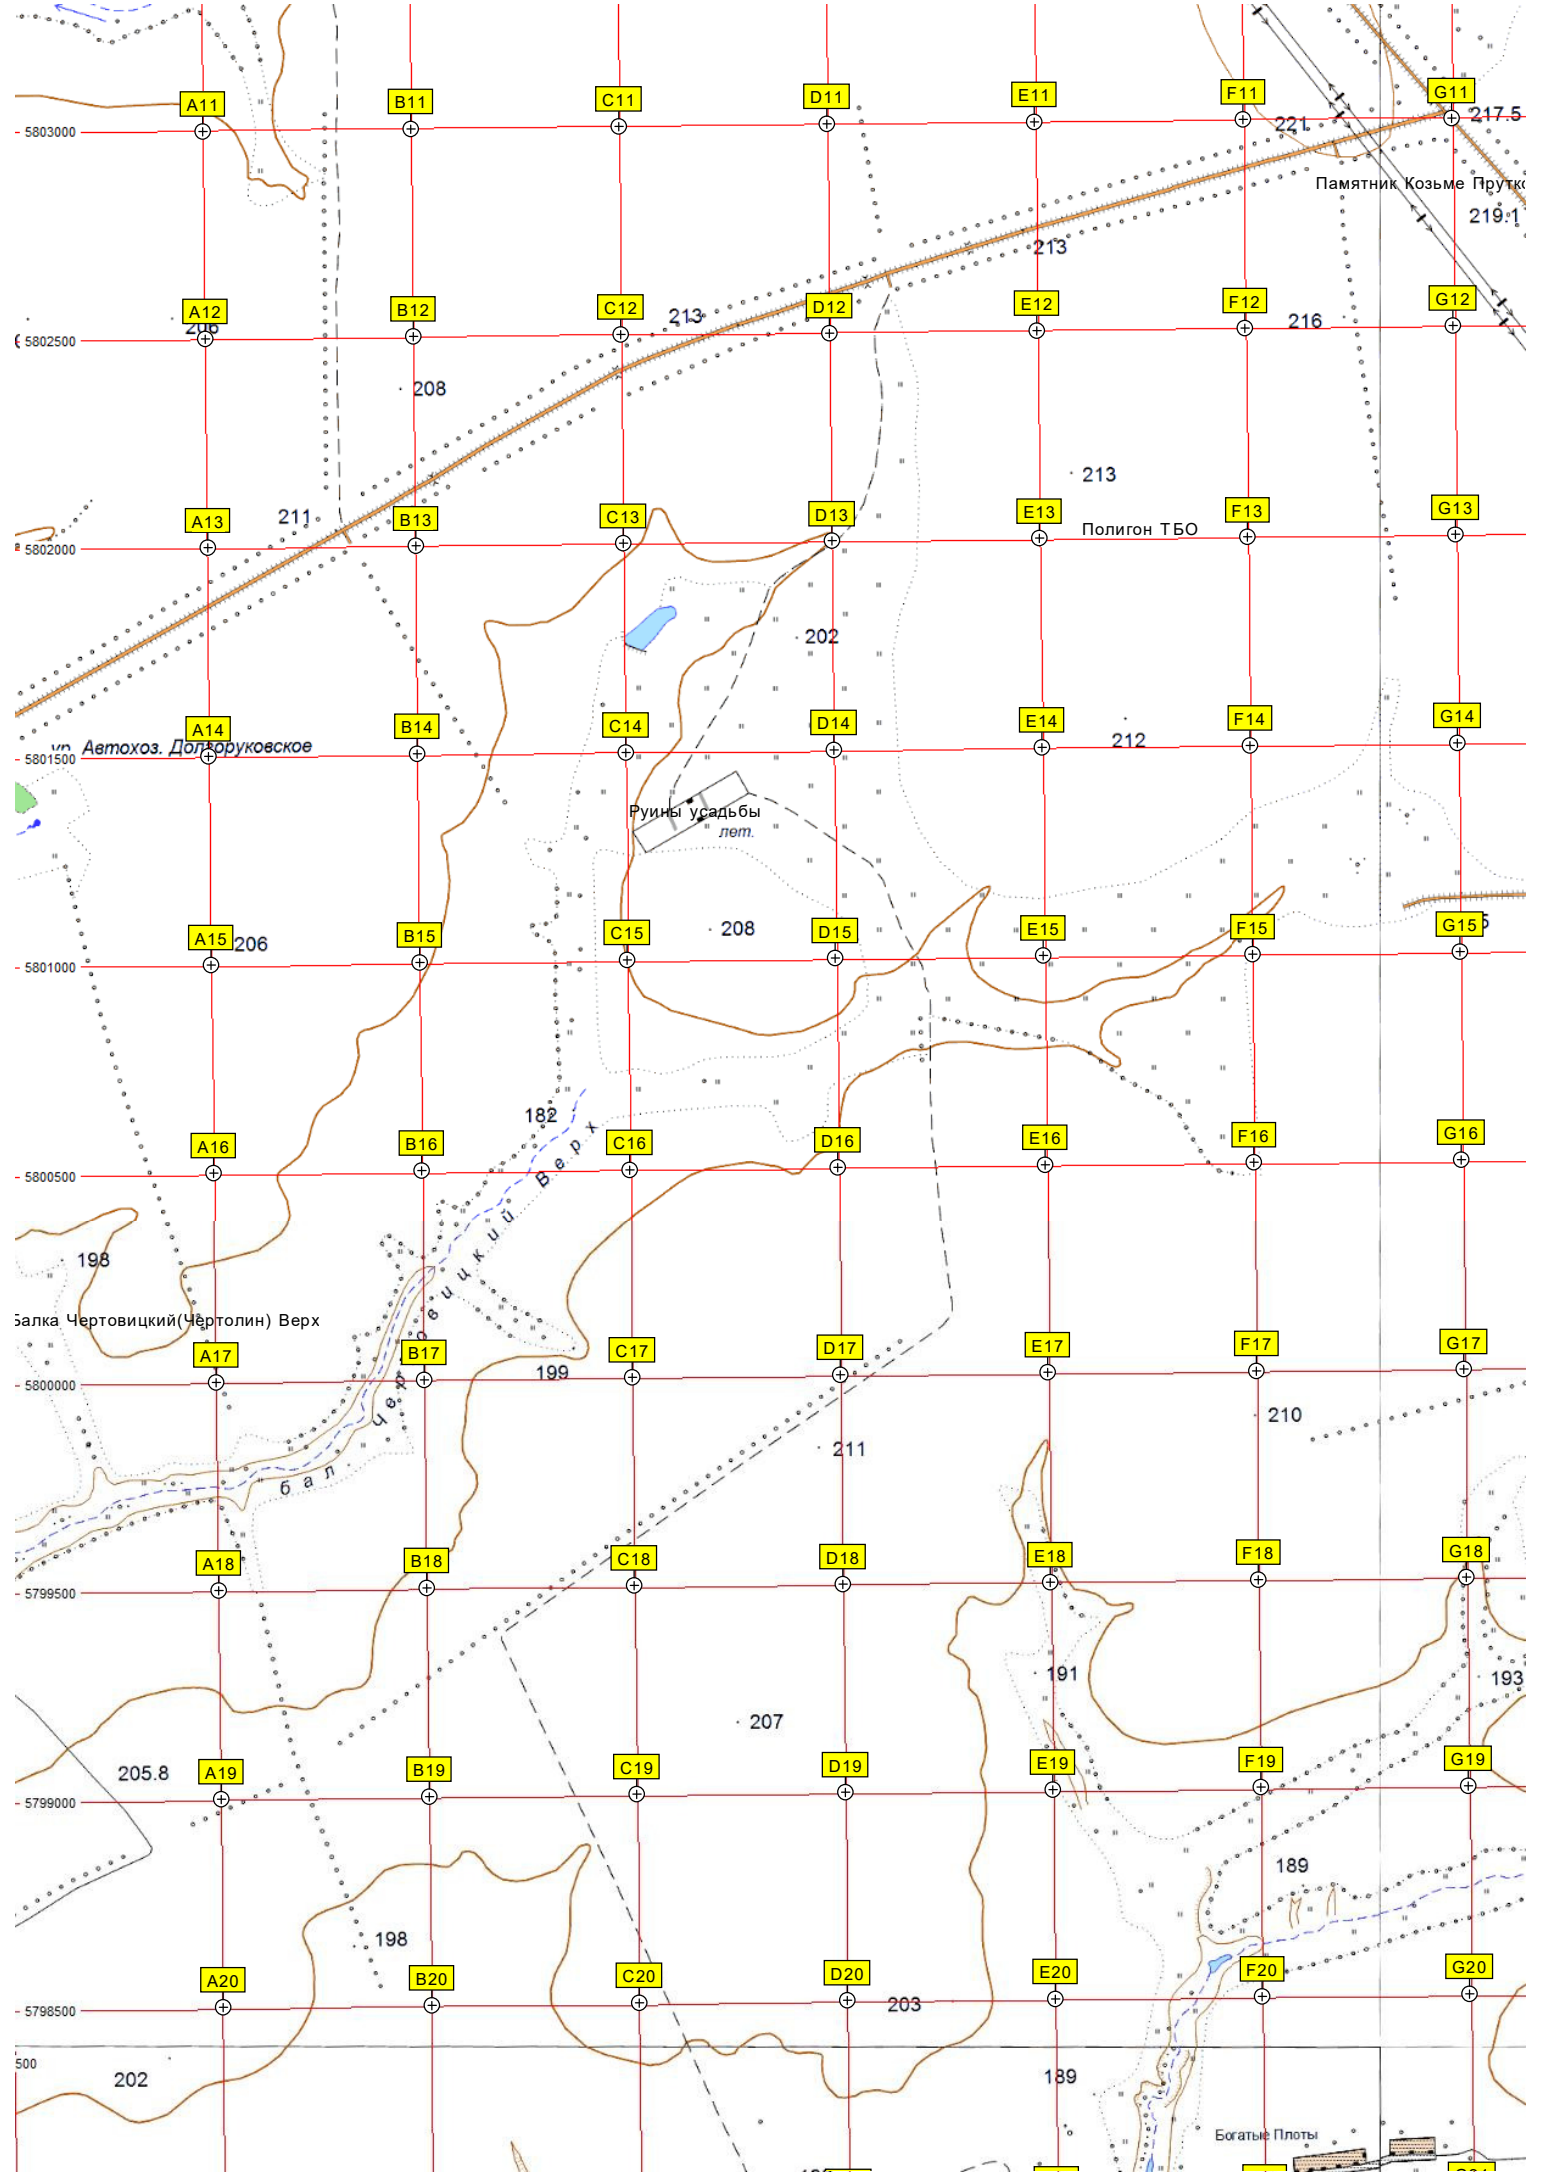 A11 B11 C11 D11 E11 F11 G11
5803000
221 217.5
Памятник Козьме
219.1
213
A12 B12 C12 D12 E12 F12 G12
206 213 216
5802500
208
213
211
A13 B13 C13 D13 E13 F13 G13
Полигон ТБО
5802000
202
A14 B14 C14 D14 E14 F14 G14
ур. Автохоз. Долгоруковское
212
5801500
Руины усадьбы
лет.
A15 B15 C15 D15 E15 F15 G15
206 208
5801000
182
A16 B16 C16 D16 E16 F16 G16
5800500
198
Балка Чертовицкий(Чертолин) Верх
бал. Чертовицкий Верх
A17 B17 C17 D17 E17 F17 G17
199
5800000
210
211
A18 B18 C18 D18 E18 F18 G18
5799500
191 193
207
A19 B19 C19 D19 E19 F19 G19
205.8
5799000
189
198
A20 B20 C20 D20 E20 F20 G20
5798500
203
500
202 189
Богатые Плоты